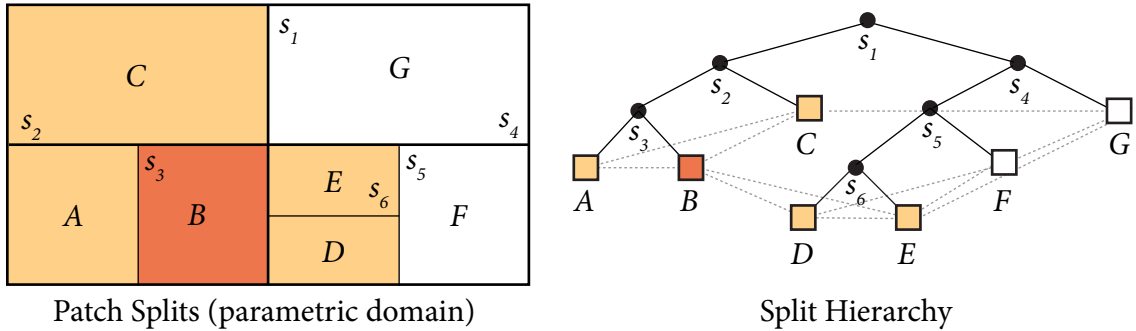 s₁
C
G
s₂
s₄
s₃
s₅
E
s₆
A
B
F
D
Patch Splits (parametric domain)
s₁
s₂
s₄
s₃
C
s₅
G
s₆
A
B
F
D
E
Split Hierarchy